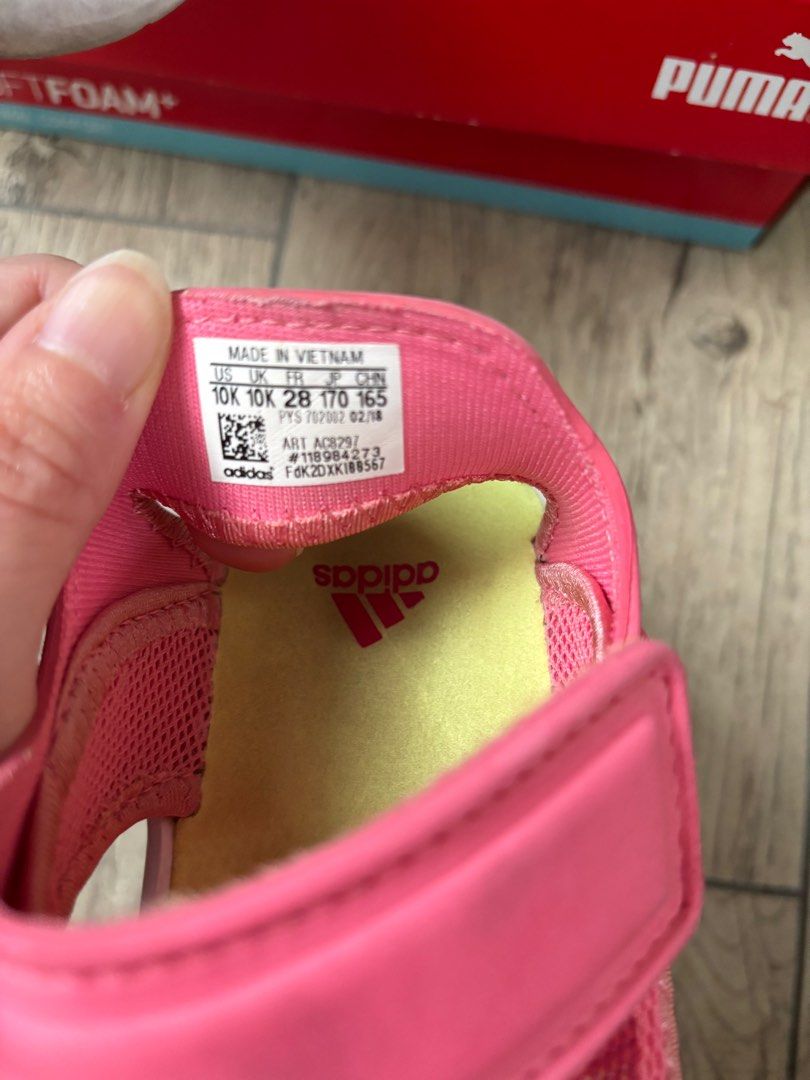 FTFOAM+
PUMA
MADE IN VIETNAM
US UK FR JP CHN
10K 10K 28 170 165
PYS 702002 02/18
ART AC8297
#118984273
adidas FdK2DXKI88567
adidas